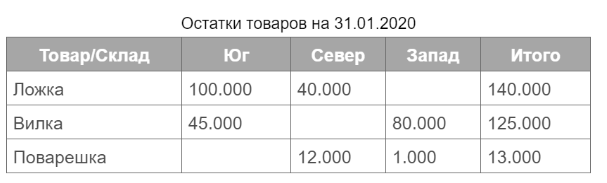 Остатки товаров на 31.01.2020
Товар/Склад Юг Север Запад Итого
Ложка 100.000 40.000 140.000
Вилка 45.000 80.000 125.000
Поварешка 12.000 1.000 13.000